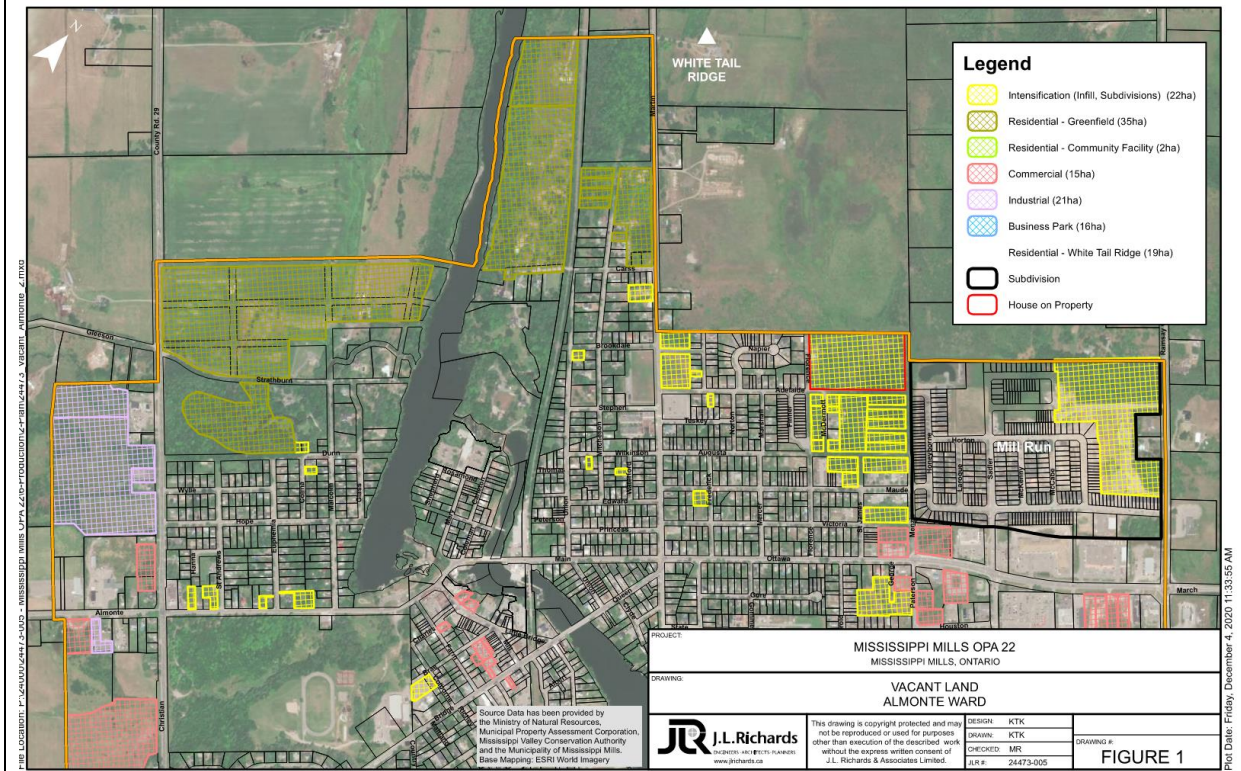 N
WHITE TAIL
RIDGE
Legend
Intensification (Infill, Subdivisions) (22ha)
Residential - Greenfield (35ha)
Residential - Community Facility (2ha)
Commercial (15ha)
Industrial (21ha)
Business Park (16ha)
Residential - White Tail Ridge (19ha)
Subdivision
House on Property
County Rd. 29
Martin
Ramsay
Gleeson
Strathburn
Carss
Brookdale
Napier
Adelaide
Stephen
Teskey
Augusta
McDermott
Horton
Mill Run
Dunn
Wylie
Hope
Wilkinson
Edward
Princess
Maude
Victoria
Main
Ottawa
March
Almonte
St Andrews
Christian
Houston
Paterson
State
Bridge
Source Data has been provided by
the Ministry of Natural Resources,
Municipal Property Assessment Corporation,
Mississippi Valley Conservation Authority
and the Municipality of Mississippi Mills.
Base Mapping: ESRI World Imagery
PROJECT:
MISSISSIPPI MILLS OPA 22
MISSISSIPPI MILLS, ONTARIO
DRAWING:
VACANT LAND
ALMONTE WARD
JLR J.L.Richards
ENGINEERS · ARCHITECTS · PLANNERS
www.jlrichards.ca
This drawing is copyright protected and may
not be reproduced or used for purposes
other than execution of the described work
without the express written consent of
J.L. Richards & Associates Limited.
DESIGN: KTK
DRAWN: KTK
CHECKED: MR
JLR #: 24473-005
DRAWING #:
FIGURE 1
Plot Date: Friday, December 4, 2020 11:33:55 AM